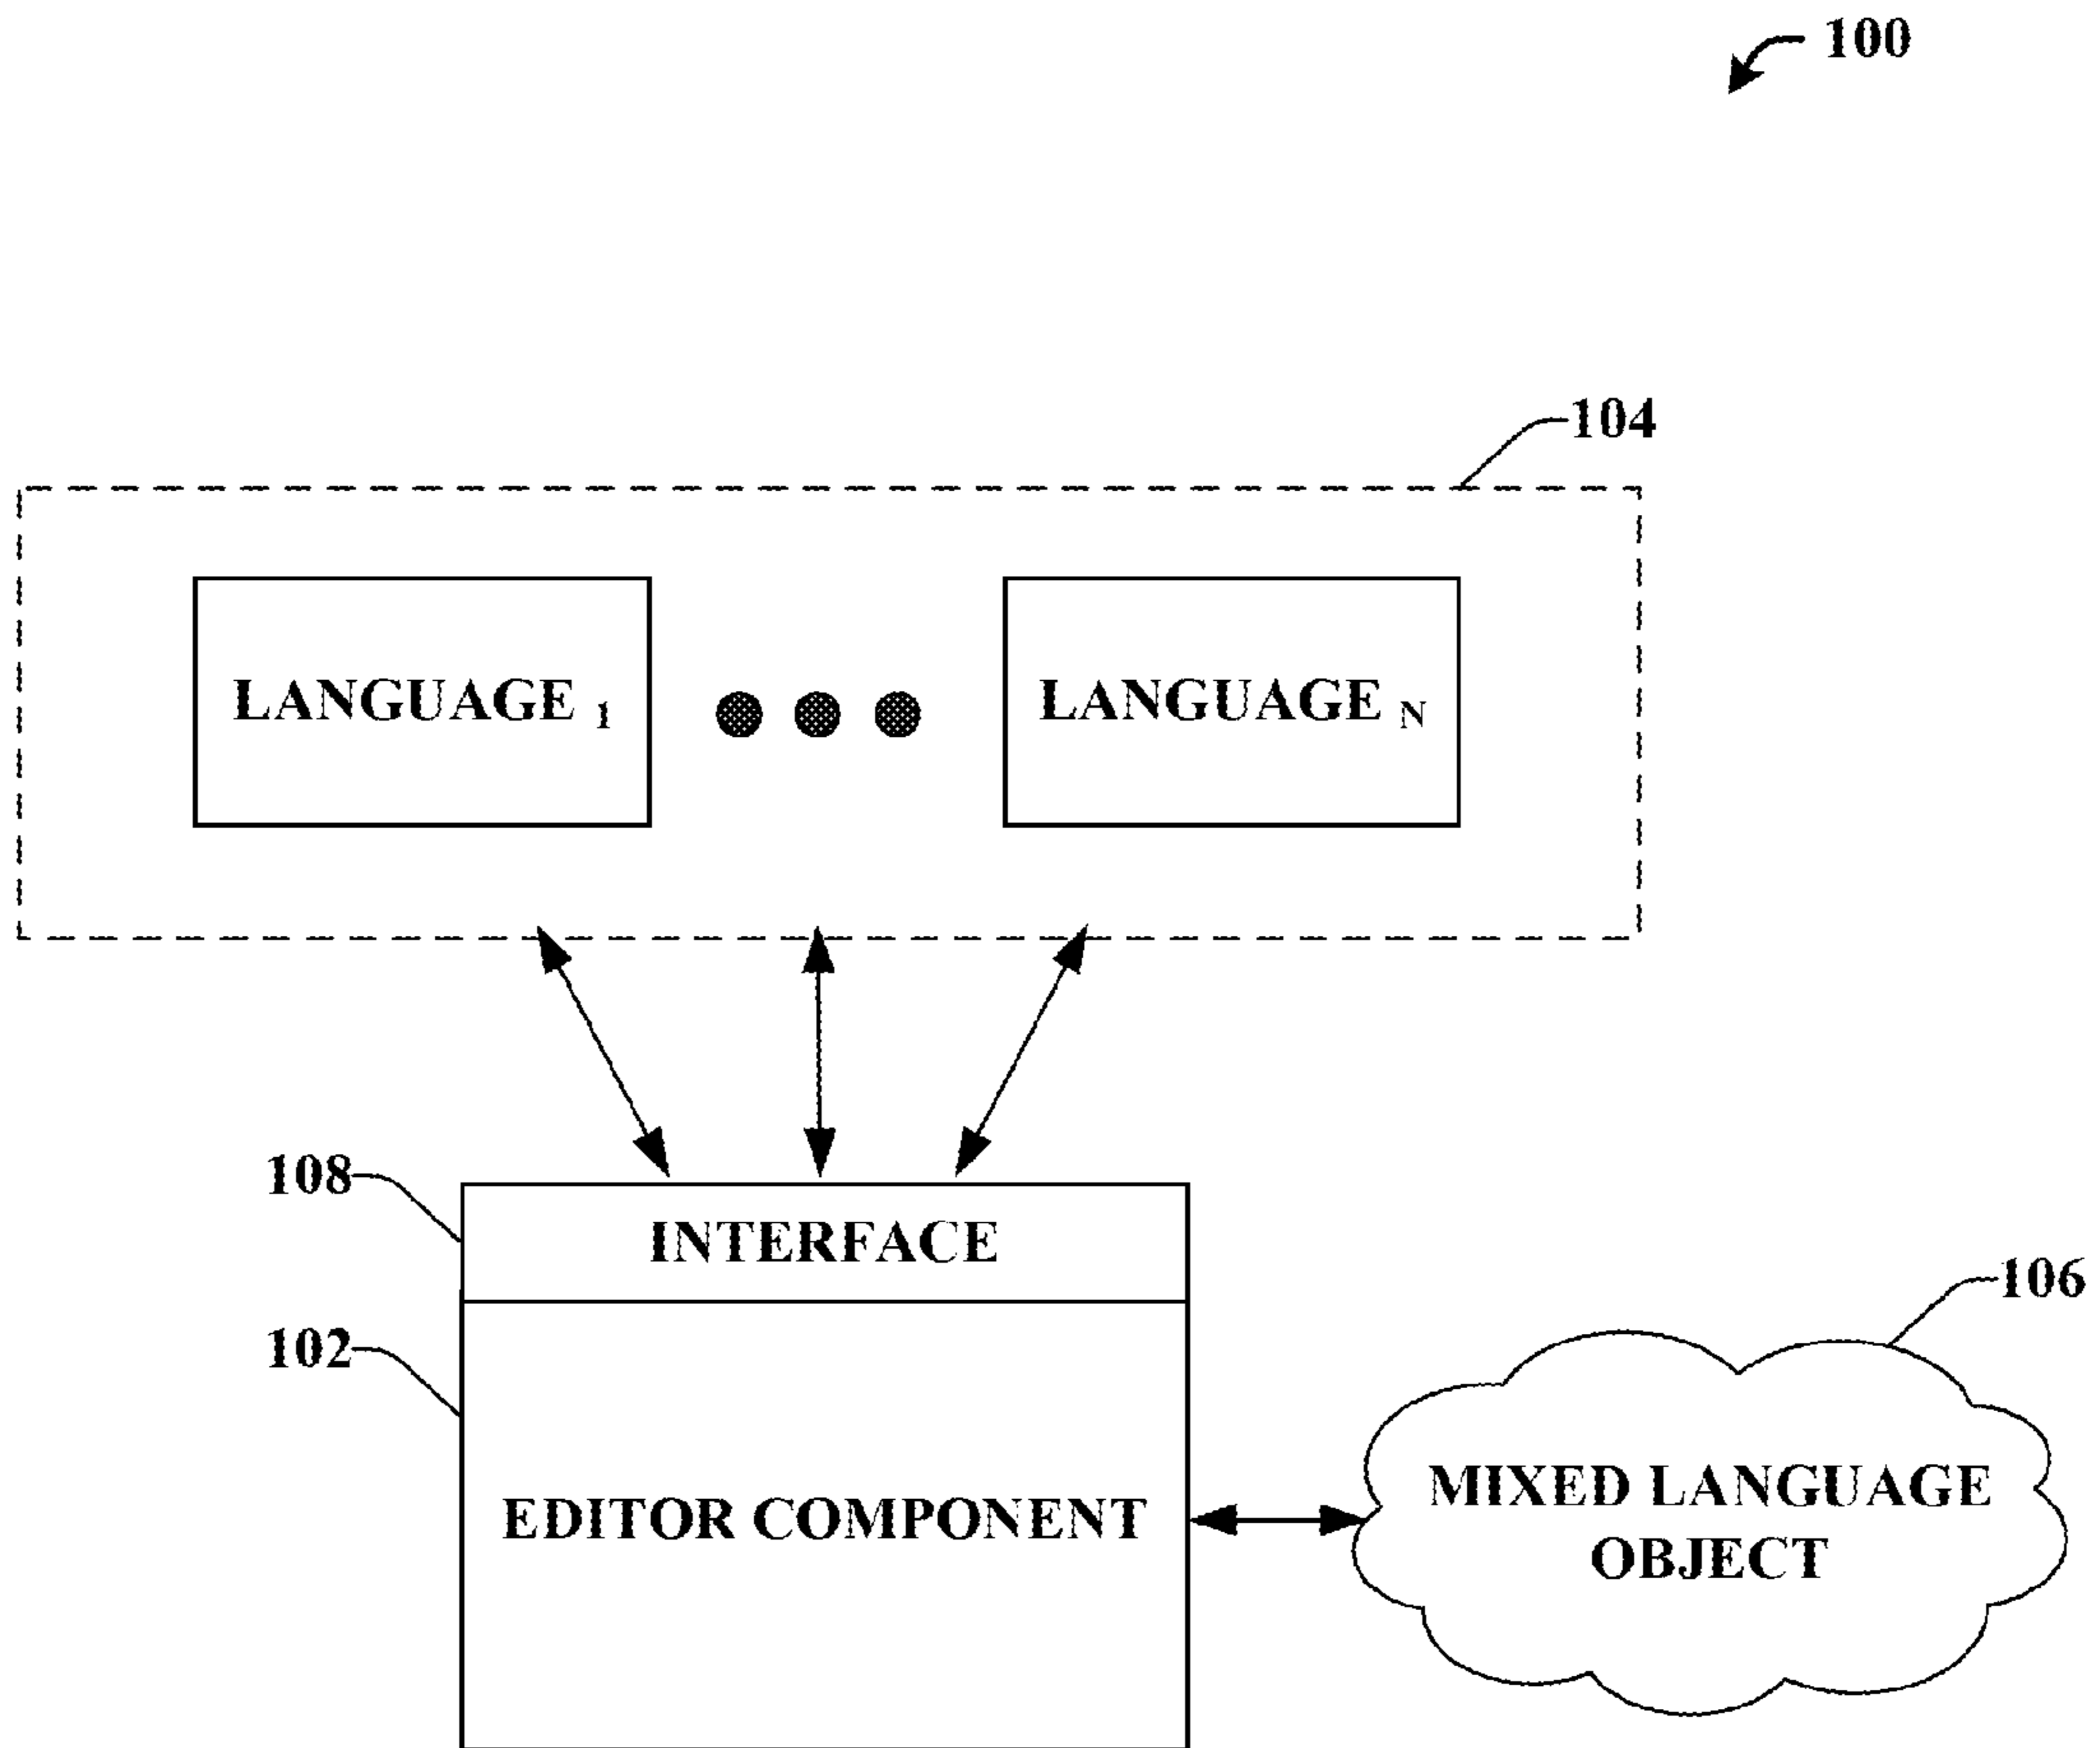 100
104
LANGUAGE 1
LANGUAGE N
108
INTERFACE
106
102
MIXED LANGUAGE
EDITOR COMPONENT
OBJECT